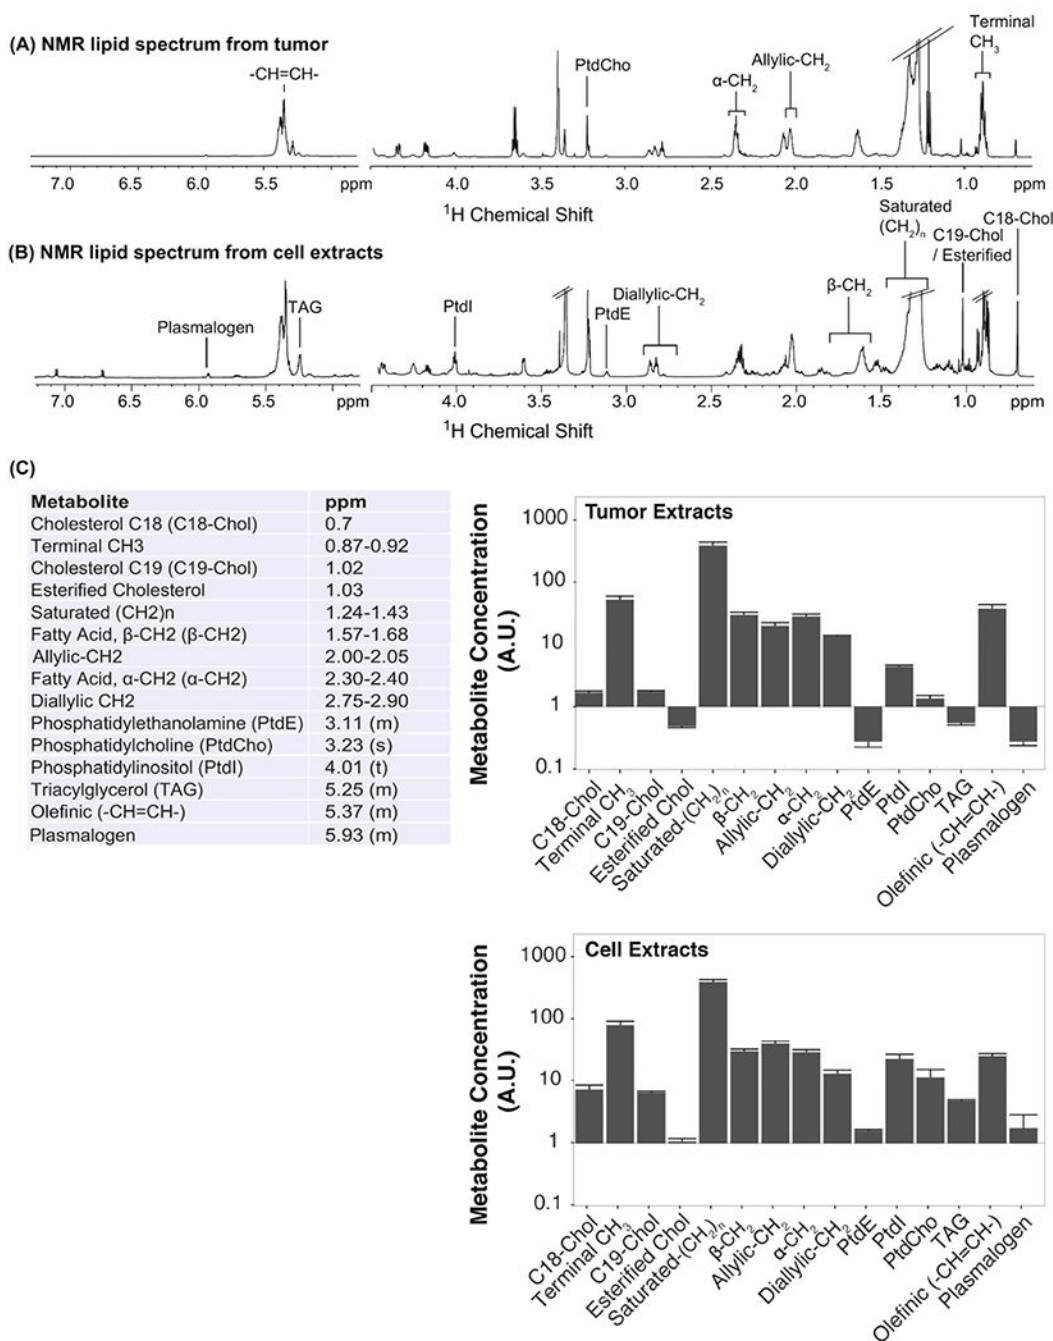 (A) NMR lipid spectrum from tumor
-CH=CH-
PtdCho
α-CH₂
Allylic-CH₂
Terminal
CH₃
7.0 6.5 6.0 5.5 ppm 4.0 3.5 3.0 2.5 2.0 1.5 1.0 ppm
¹H Chemical Shift
(B) NMR lipid spectrum from cell extracts
Plasmalogen
TAG
PtdI
PtdE
Diallylic-CH₂
β-CH₂
Saturated
(CH₂)ₙ
C19-Chol
/ Esterified
C18-Chol
7.0 6.5 6.0 5.5 ppm 4.0 3.5 3.0 2.5 2.0 1.5 1.0 ppm
¹H Chemical Shift
(C)
Metabolite ppm
Cholesterol C18 (C18-Chol) 0.7
Terminal CH3 0.87-0.92
Cholesterol C19 (C19-Chol) 1.02
Esterified Cholesterol 1.03
Saturated (CH2)n 1.24-1.43
Fatty Acid, β-CH2 (β-CH2) 1.57-1.68
Allylic-CH2 2.00-2.05
Fatty Acid, α-CH2 (α-CH2) 2.30-2.40
Diallylic CH2 2.75-2.90
Phosphatidylethanolamine (PtdE) 3.11 (m)
Phosphatidylcholine (PtdCho) 3.23 (s)
Phosphatidylinositol (PtdI) 4.01 (t)
Triacylglycerol (TAG) 5.25 (m)
Olefinic (-CH=CH-) 5.37 (m)
Plasmalogen 5.93 (m)
Tumor Extracts
Metabolite Concentration
(A.U.)
1000
100
10
1
0.1
C18-Chol
Terminal CH₃
C19-Chol
Esterified Chol
Saturated-(CH₂)ₙ
β-CH₂
Allylic-CH₂
α-CH₂
Diallylic-CH₂
PtdE
PtdI
PtdCho
TAG
Olefinic (-CH=CH-)
Plasmalogen
Cell Extracts
Metabolite Concentration
(A.U.)
1000
100
10
1
0.1
C18-Chol
Terminal CH₃
C19-Chol
Esterified Chol
Saturated-(CH₂)ₙ
β-CH₂
Allylic-CH₂
α-CH₂
Diallylic-CH₂
PtdE
PtdI
PtdCho
TAG
Olefinic (-CH=CH-)
Plasmalogen